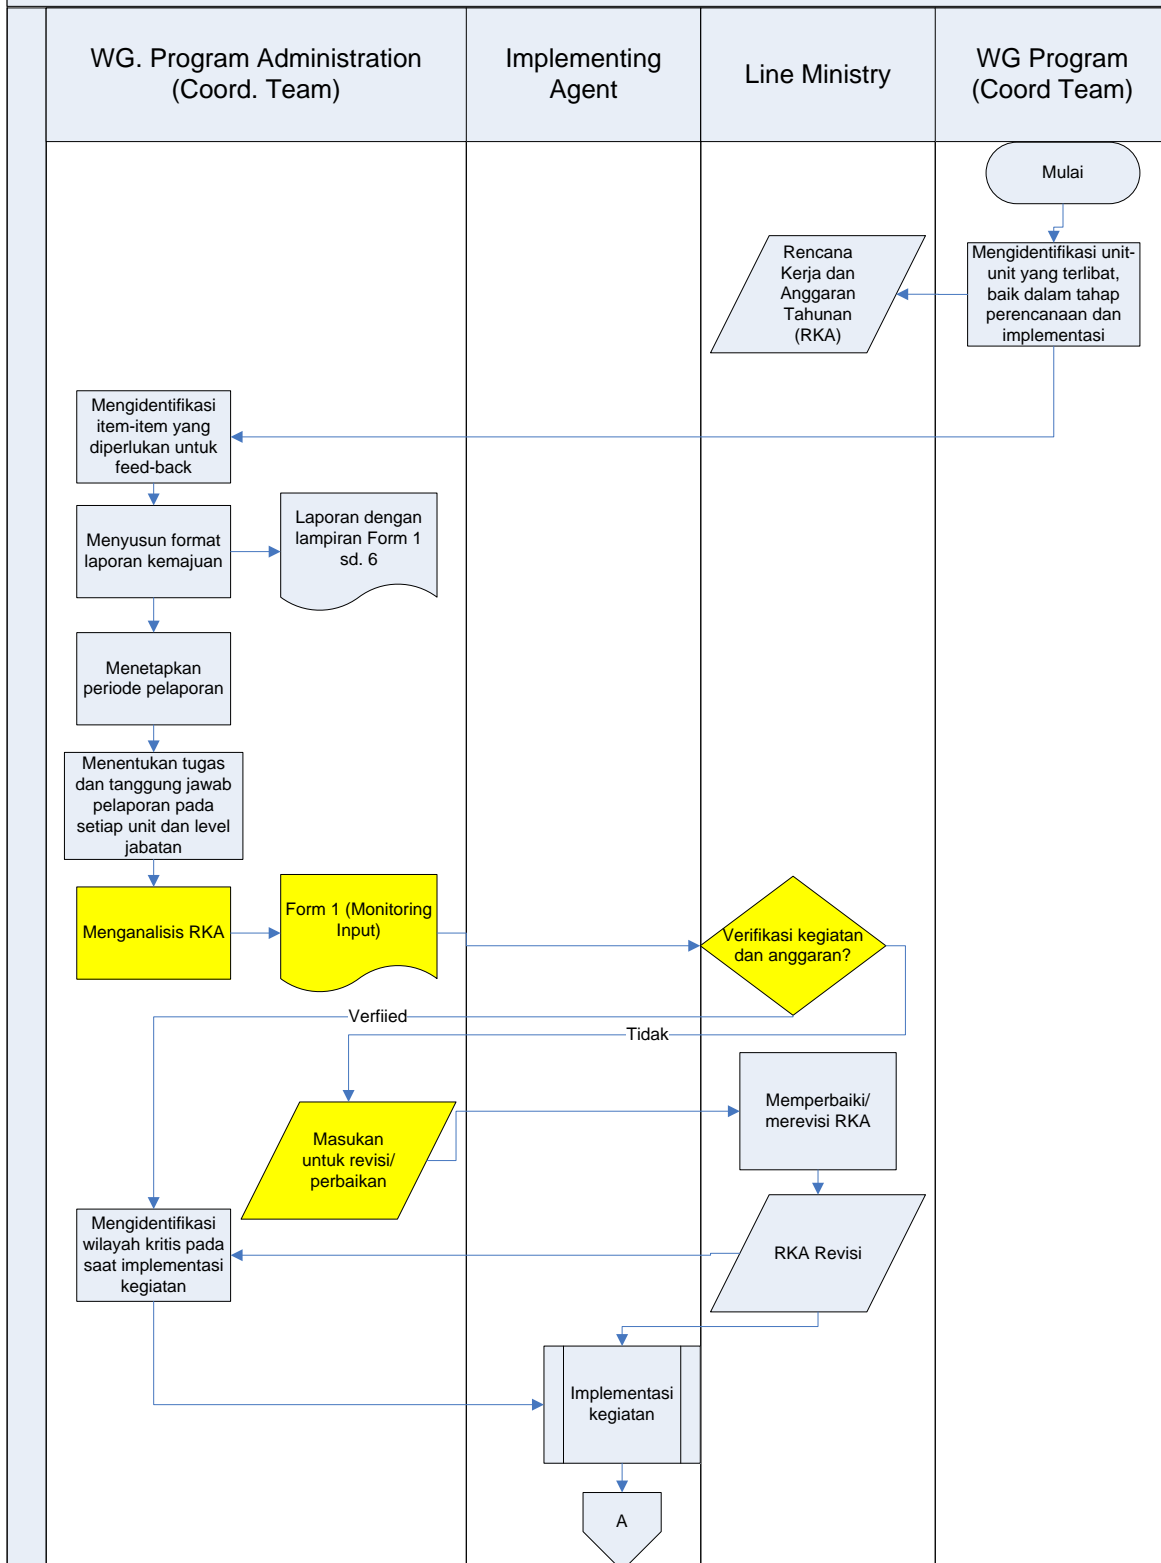 WG. Program Administration
(Coord. Team)
Implementing
Agent
Line Ministry
WG Program
(Coord Team)
Mulai
Rencana
Kerja dan
Anggaran
Tahunan
(RKA)
Mengidentifikasi unit-
unit yang terlibat,
baik dalam tahap
perencanaan dan
implementasi
Mengidentifikasi
item-item yang
diperlukan untuk
feed-back
Menyusun format
laporan kemajuan
Laporan dengan
lampiran Form 1
sd. 6
Menetapkan
periode pelaporan
Menentukan tugas
dan tanggung jawab
pelaporan pada
setiap unit dan level
jabatan
Menganalisis RKA
Form 1 (Monitoring
Input)
Verifikasi kegiatan
dan anggaran?
Verfiied
Tidak
Memperbaiki/
merevisi RKA
Masukan
untuk revisi/
perbaikan
Mengidentifikasi
wilayah kritis pada
saat implementasi
kegiatan
RKA Revisi
Implementasi
kegiatan
A